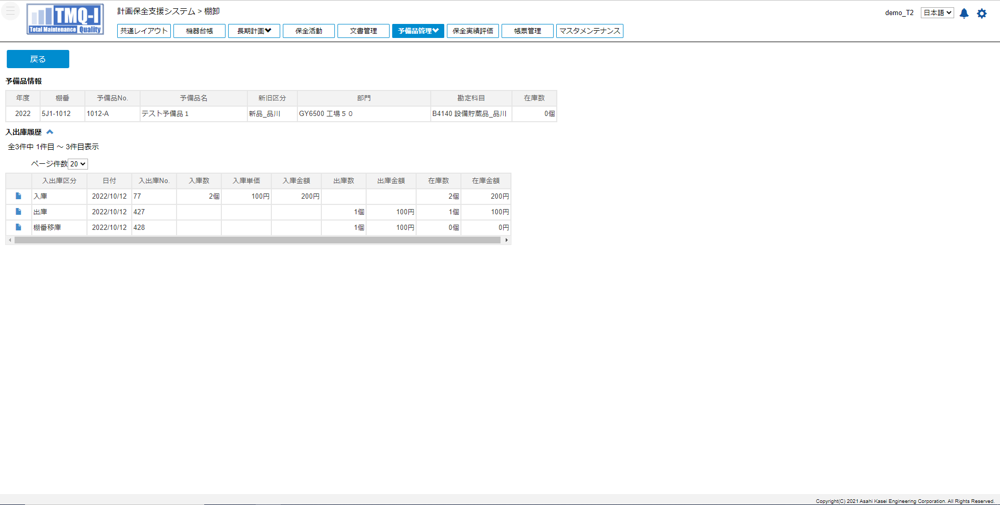 TMQ-I
Total Maintenance Quality
計画保全支援システム > 棚卸
demo_T2 日本語
共通レイアウト 機器台帳 長期計画 保全活動 文書管理 予備品管理 保全実績評価 帳票管理 マスタメンテナンス
戻る
予備品情報
年度 棚番 予備品No. 予備品名 新旧区分 部門 勘定科目 在庫数
2022 5J1-1012 1012-A テスト予備品１ 新品_品川 GY6500 工場５０ B4140 設備貯蔵品_品川 0個
入出庫履歴
全3件中 1件目 ～ 3件目表示
ページ件数 20
入出庫区分 日付 入出庫No. 入庫数 入庫単価 入庫金額 出庫数 出庫金額 在庫数 在庫金額
入庫 2022/10/12 77 2個 100円 200円 2個 200円
出庫 2022/10/12 427 1個 100円 1個 100円
棚番移庫 2022/10/12 428 1個 100円 0個 0円
Copyright(C) 2021 Asahi Kasei Engineering Corporation. All Rights Reserved.